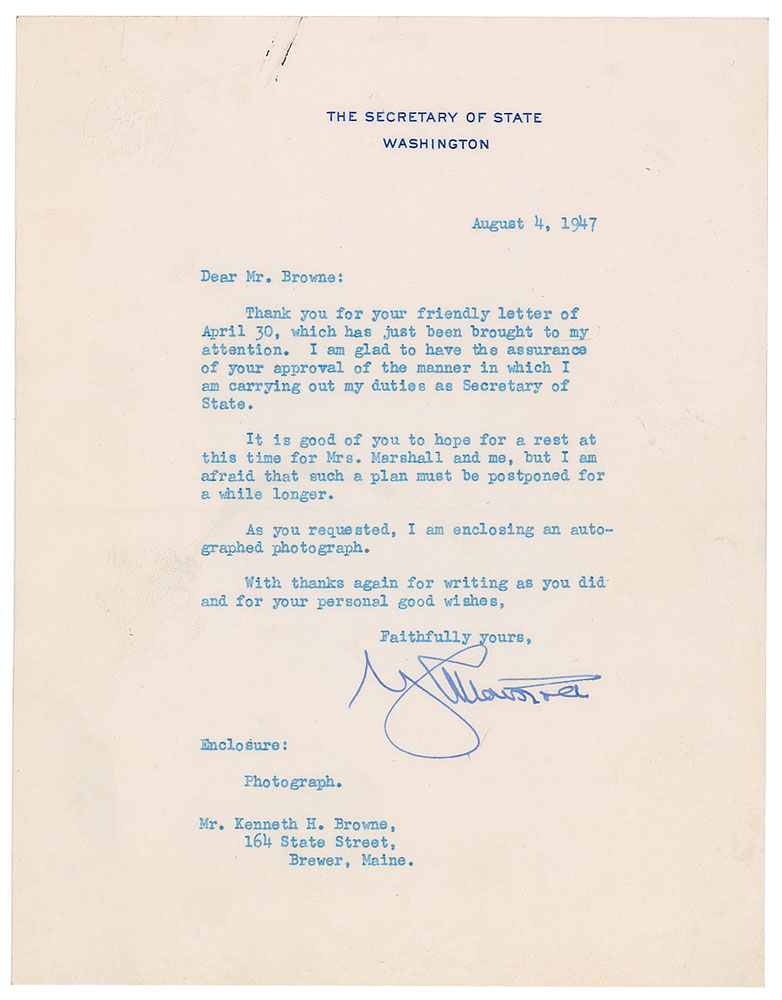 THE SECRETARY OF STATE
WASHINGTON
August 4, 1947
Dear Mr. Browne:
Thank you for your friendly letter of
April 30, which has just been brought to my
attention. I am glad to have the assurance
of your approval of the manner in which I
am carrying out my duties as Secretary of
State.
It is good of you to hope for a rest at
this time for Mrs. Marshall and me, but I am
afraid that such a plan must be postponed for
a while longer.
As you requested, I am enclosing an auto-
graphed photograph.
With thanks again for writing as you did
and for your personal good wishes,
Faithfully yours,
Enclosure:
Photograph.
Mr. Kenneth H. Browne,
164 State Street,
Brewer, Maine.